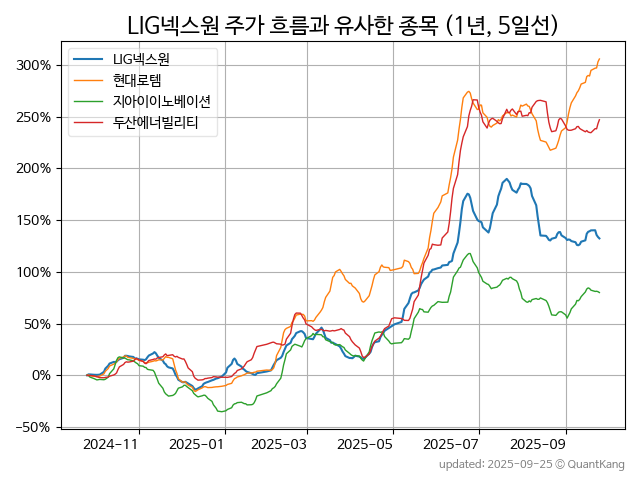 LIG넥스원 주가 흐름과 유사한 종목 (1년, 5일선)
LIG넥스원
현대로템
지아이이노베이션
두산에너빌리티
300%
250%
200%
150%
100%
50%
0%
−50%
2024-11
2025-01
2025-03
2025-05
2025-07
2025-09
updated: 2025-09-25 © QuantKang